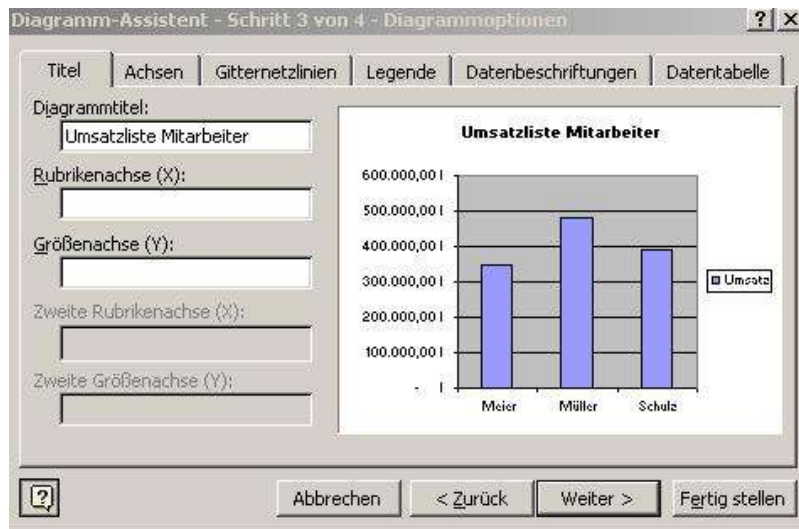 Diagramm-Assistent - Schritt 3 von 4 - Diagrammoptionen
Titel Achsen Gitternetzlinien Legende Datenbeschriftungen Datentabelle
Diagrammtitel:
Umsatzliste Mitarbeiter
Rubrikenachse (X):
Größenachse (Y):
Zweite Rubrikenachse (X):
Zweite Größenachse (Y):
Umsatzliste Mitarbeiter
600.000,00 I
500.000,00 I
400.000,00 I
300.000,00 I
200.000,00 I
100.000,00 I
- I
Meier Müller Schulz
Umsatz
Abbrechen < Zurück Weiter > Fertig stellen